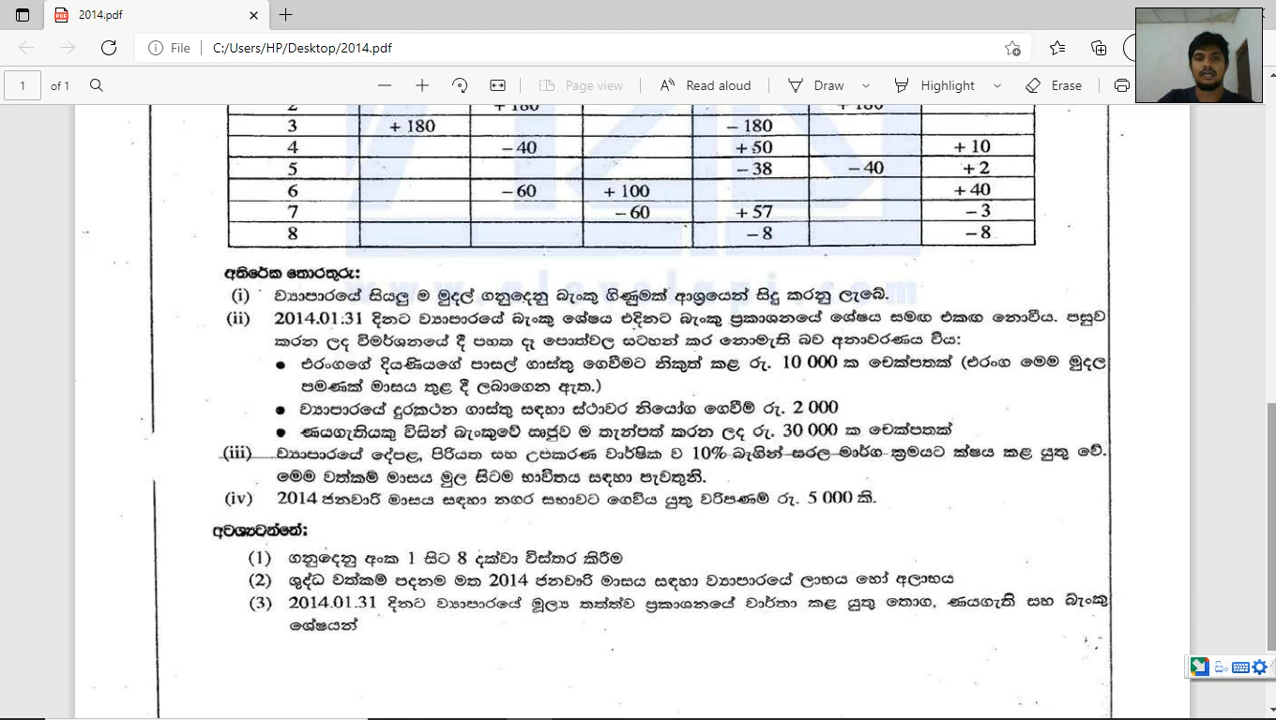 2014.pdf
File C:/Users/HP/Desktop/2014.pdf
1 of 1 Page view Read aloud Draw Highlight Erase
2 + 180 + 180
3 + 180 – 180
4 – 40 + 50 + 10
5 – 38 – 40 + 2
6 – 60 + 100 + 40
7 – 60 + 57 – 3
8 – 8 – 8
අතිරේක තොරතුරු:
(i) ව්‍යාපාරයේ සියලු ම මුදල් ගනුදෙනු බැංකු ගිණුමක් ආශ්‍රයෙන් සිදු කරනු ලැබේ.
(ii) 2014.01:31 දිනට ව්‍යාපාරයේ බැංකු ශේෂය එදිනට බැංකු ප්‍රකාශනයේ ශේෂය සමඟ එකඟ නොවීය. පසුව
කරන ලද විමර්ශනයේ දී පහත දෑ පොත්වල සටහන් කර නොමැති බව අනාවරණය විය:
● එරංගගේ දියණියගේ පාසල් ගාස්තු ගෙවීමට නිකුත් කළ රු. 10 000 ක චෙක්පතක් (එරංග මෙම මුදල
පමණක් මාසය තුළ දී ලබාගෙන ඇත.)
● ව්‍යාපාරයේ දුරකථන ගාස්තු සඳහා ස්ථාවර නියෝග ගෙවීම් රු. 2 000
● ණයගැතියකු විසින් බැංකුවේ ඍජුව ම තැන්පත් කරන ලද රු. 30 000 ක චෙක්පතක්
(iii) ව්‍යාපාරයේ දේපළ, පිරියත සහ උපකරණ වාර්ෂික ව 10% බැගින් සරල මාර්ග ක්‍රමයට ක්ෂය කළ යුතු වේ.
මෙම වත්කම් මාසය මුල සිටම භාවිතය සඳහා පැවතුනි.
(iv) 2014 ජනවාරි මාසය සඳහා නගර සභාවට ගෙවිය යුතු වරිපණම් රු. 5 000 කි.
අවශ්‍යවන්නේ:
(1) ගනුදෙනු අංක 1 සිට 8 දක්වා විස්තර කිරීම
(2) ශුද්ධ වත්කම් පදනම මත 2014 ජනවාරි මාසය සඳහා ව්‍යාපාරයේ ලාභය හෝ අලාභය
(3) 2014.01.31 දිනට ව්‍යාපාරයේ මූල්‍ය තත්ත්ව ප්‍රකාශනයේ වාර්තා කළ යුතු තොග, ණයගැති සහ බැංකු
ශේෂයන්
සිං